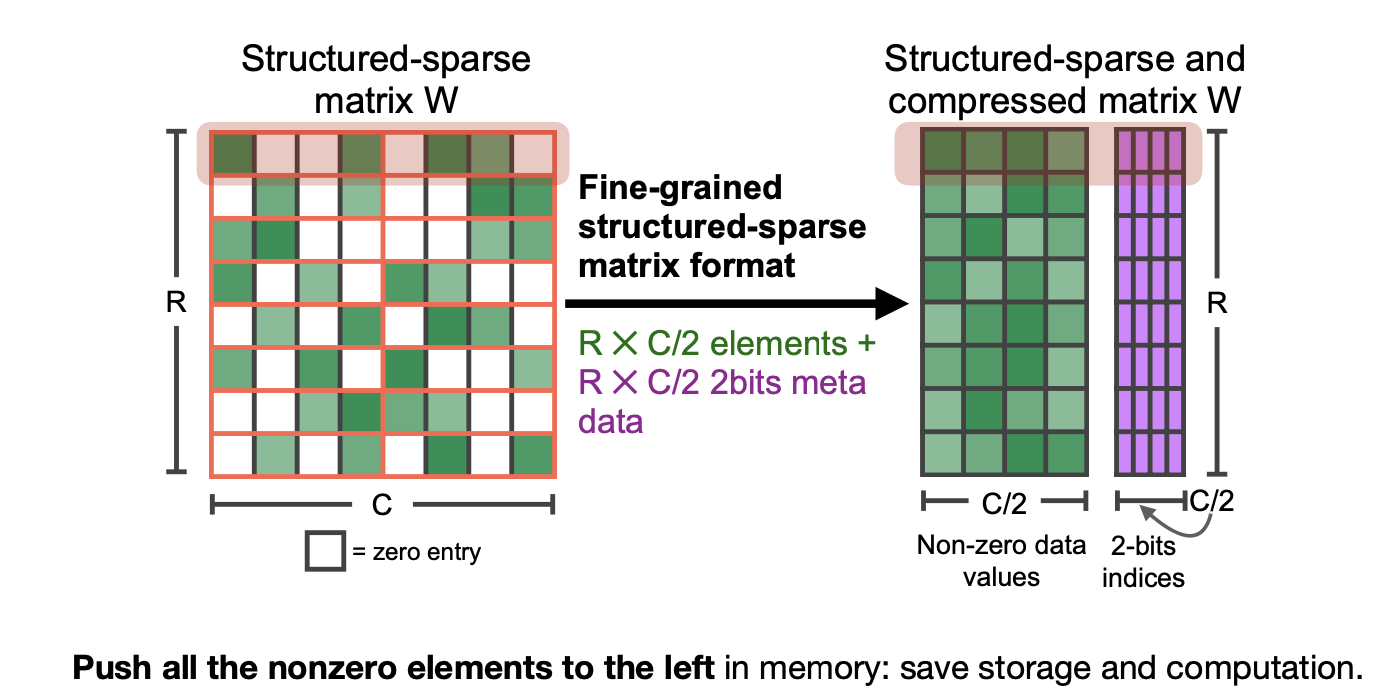 Structured-sparse
matrix W
Structured-sparse and
compressed matrix W
R
Fine-grained
structured-sparse
matrix format
R × C/2 elements +
R × C/2 2bits meta
data
R
C
C/2
C/2
= zero entry
Non-zero data
values
2-bits
indices
Push all the nonzero elements to the left in memory: save storage and computation.